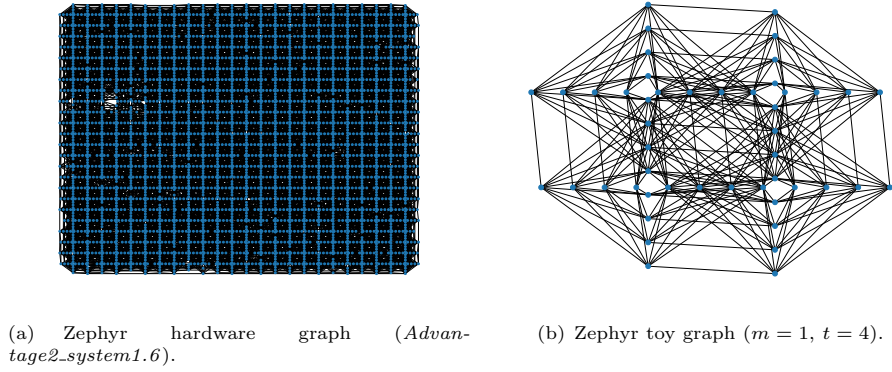 (a) Zephyr hardware graph (Advan-
tage2_system1.6).
(b) Zephyr toy graph (m = 1, t = 4).